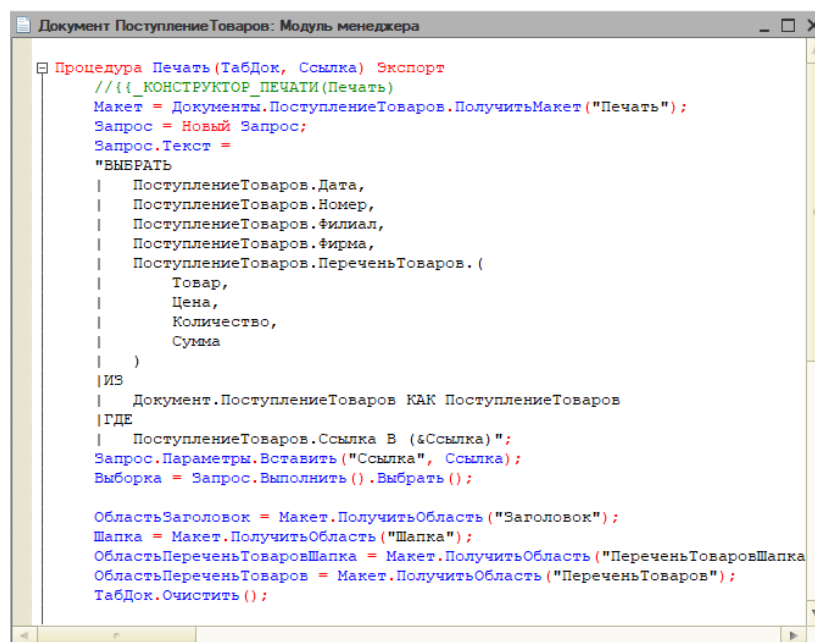 Документ ПоступлениеТоваров: Модуль менеджера
Процедура Печать(ТабДок, Ссылка) Экспорт
//{{_КОНСТРУКТОР_ПЕЧАТИ(Печать)
Макет = Документы.ПоступлениеТоваров.ПолучитьМакет("Печать");
Запрос = Новый Запрос;
Запрос.Текст =
"ВЫБРАТЬ
|	ПоступлениеТоваров.Дата,
|	ПоступлениеТоваров.Номер,
|	ПоступлениеТоваров.Филиал,
|	ПоступлениеТоваров.Фирма,
|	ПоступлениеТоваров.ПереченьТоваров.(
|		Товар,
|		Цена,
|		Количество,
|		Сумма
|	)
|ИЗ
|	Документ.ПоступлениеТоваров КАК ПоступлениеТоваров
|ГДЕ
|	ПоступлениеТоваров.Ссылка В (&Ссылка)";
Запрос.Параметры.Вставить("Ссылка", Ссылка);
Выборка = Запрос.Выполнить().Выбрать();
ОбластьЗаголовок = Макет.ПолучитьОбласть("Заголовок");
Шапка = Макет.ПолучитьОбласть("Шапка");
ОбластьПереченьТоваровШапка = Макет.ПолучитьОбласть("ПереченьТоваровШапка
ОбластьПереченьТоваров = Макет.ПолучитьОбласть("ПереченьТоваров");
ТабДок.Очистить();